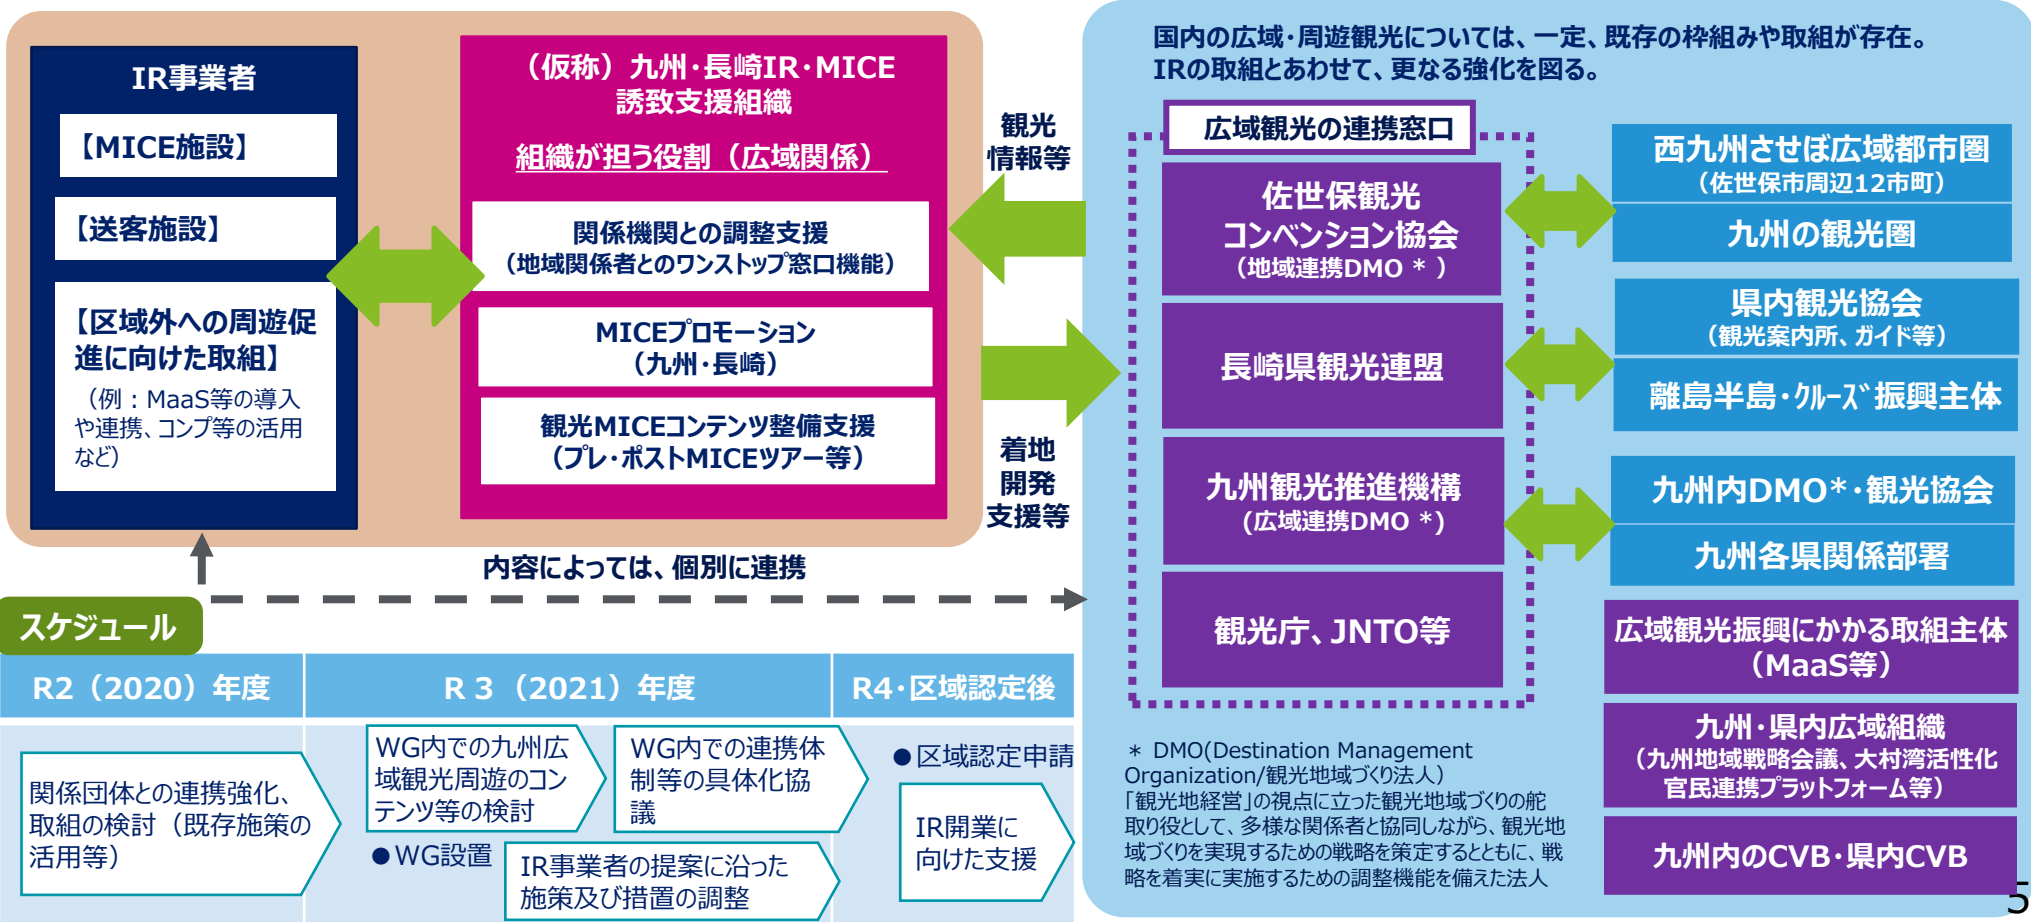 IR事業者
【MICE施設】
【送客施設】
【区域外への周遊促
進に向けた取組】
（例：MaaS等の導入
や連携、コンプ等の活用
など）
（仮称）九州・長崎IR・MICE
誘致支援組織
組織が担う役割（広域関係）
関係機関との調整支援
（地域関係者とのワンストップ窓口機能）
MICEプロモーション
（九州・長崎）
観光MICEコンテンツ整備支援
（プレ・ポストMICEツアー等）
観光
情報等
着地
開発
支援等
内容によっては、個別に連携
国内の広域・周遊観光については、一定、既存の枠組みや取組が存在。
IRの取組とあわせて、更なる強化を図る。
広域観光の連携窓口
佐世保観光
コンベンション協会
（地域連携DMO＊）
長崎県観光連盟
九州観光推進機構
(広域連携DMO ＊)
観光庁、JNTO等
西九州させぼ広域都市圏
（佐世保市周辺12市町）
九州の観光圏
県内観光協会
（観光案内所、ガイド等）
離島半島・ｸﾙｰｽﾞ振興主体
九州内DMO＊・観光協会
九州各県関係部署
広域観光振興にかかる取組主体
（MaaS等）
九州・県内広域組織
（九州地域戦略会議、大村湾活性化
官民連携プラットフォーム等）
九州内のCVB・県内CVB
＊ DMO(Destination Management
Organization/観光地域づくり法人）
「観光地経営」の視点に立った観光地域づくりの舵
取り役として、多様な関係者と協同しながら、観光地
域づくりを実現するための戦略を策定するとともに、戦
略を着実に実施するための調整機能を備えた法人
スケジュール
R2（2020）年度
R３（2021）年度
R4・区域認定後
関係団体との連携強化、
取組の検討（既存施策の
活用等）
WG内での九州広
域観光周遊のコン
テンツ等の検討
●WG設置
WG内での連携体
制等の具体化協
議
IR事業者の提案に沿った
施策及び措置の調整
●区域認定申請
IR開業に
向けた支援
5